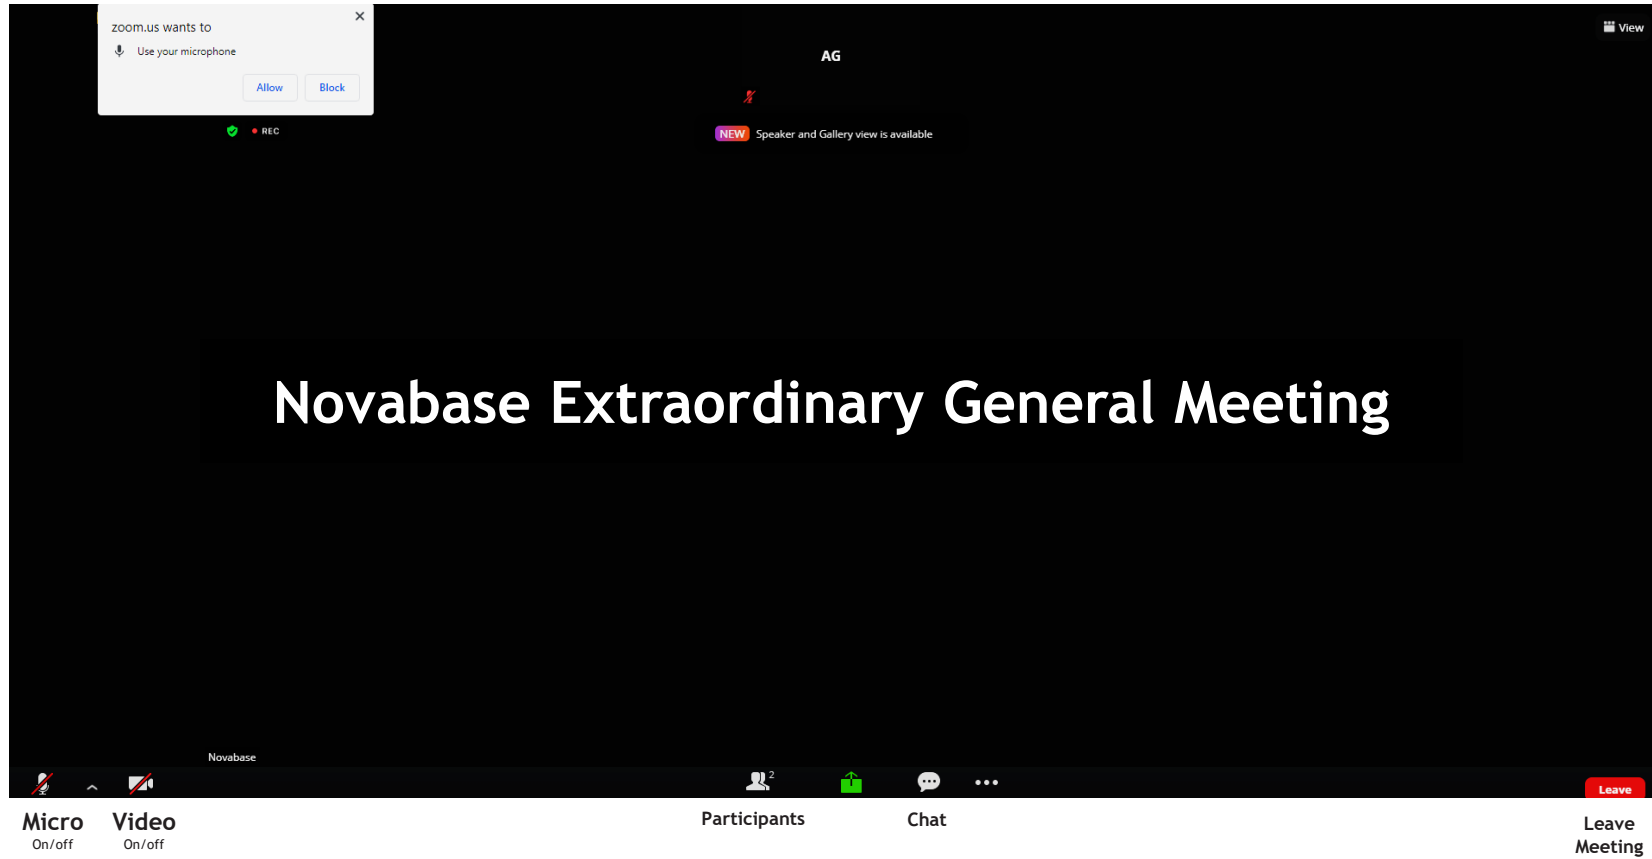 zoom.us wants to
Use your microphone
Allow Block
View
AG
REC
NEW Speaker and Gallery view is available
Novabase Extraordinary General Meeting
Novabase
2
Leave
Micro
On/off
Video
On/off
Participants
Chat
Leave
Meeting